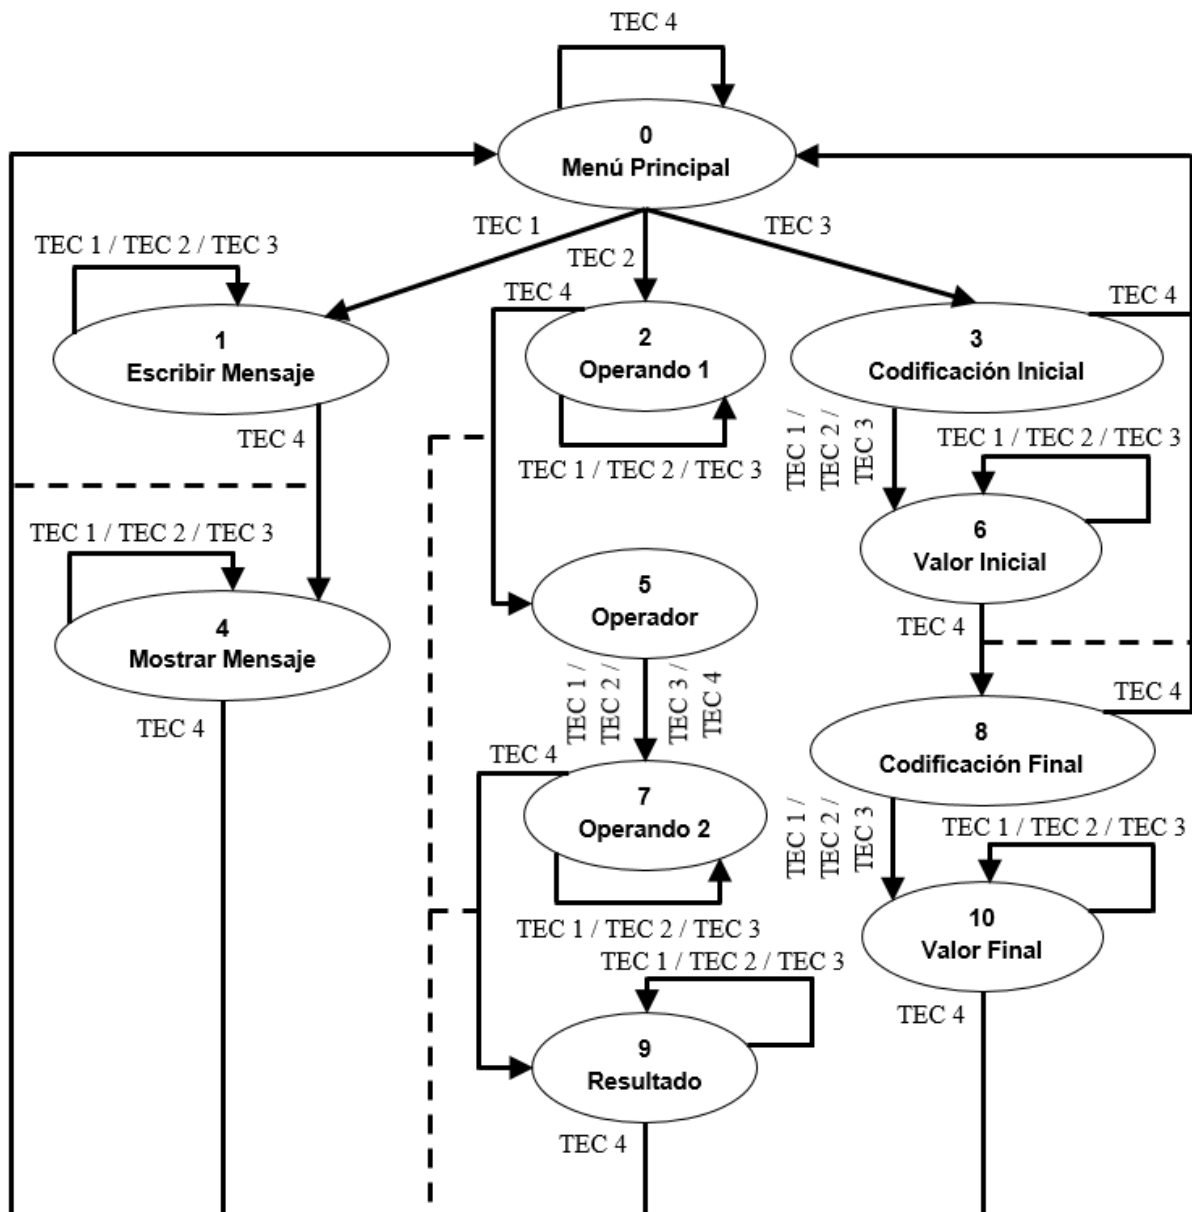 TEC 4
0
Menú Principal
TEC 1
TEC 3
TEC 2
TEC 1 / TEC 2 / TEC 3
TEC 4
TEC 4
1
Escribir Mensaje
2
Operando 1
3
Codificación Inicial
TEC 4
TEC 1 / TEC 2 / TEC 3
TEC 1 /
TEC 2 /
TEC 3
TEC 1 / TEC 2 / TEC 3
TEC 1 / TEC 2 / TEC 3
6
Valor Inicial
5
Operador
4
Mostrar Mensaje
TEC 4
TEC 1 /
TEC 2 /
TEC 3 /
TEC 4
TEC 4
TEC 4
8
Codificación Final
TEC 4
7
Operando 2
TEC 1 /
TEC 2 /
TEC 3
TEC 1 / TEC 2 / TEC 3
TEC 1 / TEC 2 / TEC 3
10
Valor Final
TEC 1 / TEC 2 / TEC 3
TEC 4
9
Resultado
TEC 4